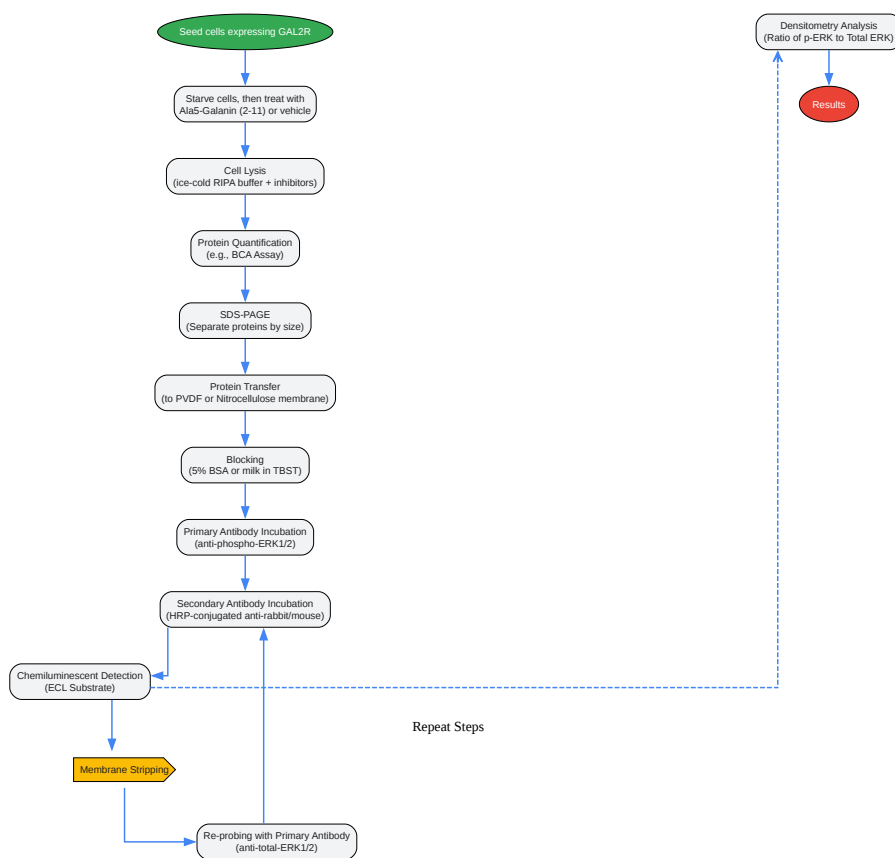 Seed cells expressing GAL2R
Starve cells, then treat with
Ala5-Galanin (2-11) or vehicle
Cell Lysis
(ice-cold RIPA buffer + inhibitors)
Protein Quantification
(e.g., BCA Assay)
SDS-PAGE
(Separate proteins by size)
Protein Transfer
(to PVDF or Nitrocellulose membrane)
Blocking
(5% BSA or milk in TBST)
Primary Antibody Incubation
(anti-phospho-ERK1/2)
Secondary Antibody Incubation
(HRP-conjugated anti-rabbit/mouse)
Chemiluminescent Detection
(ECL Substrate)
Membrane Stripping
Re-probing with Primary Antibody
(anti-total-ERK1/2)
Repeat Steps
Densitometry Analysis
(Ratio of p-ERK to Total ERK)
Results